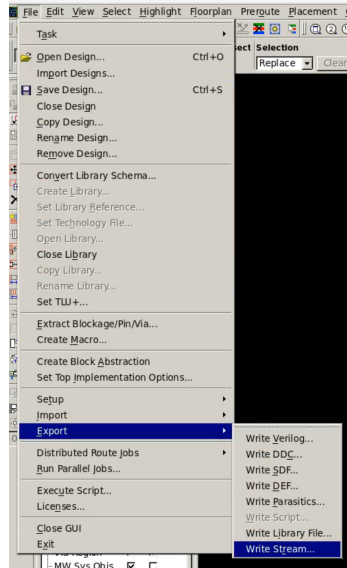 File Edit View Select Highlight Floorplan Preroute Placement
Task
Selection
Replace Clear
Open Design... Ctrl+O
Import Designs...
Save Design... Ctrl+S
Close Design
Copy Design...
Rename Design...
Remove Design...
Convert Library Schema...
Create Library...
Set Library Reference...
Set Technology File...
Open Library...
Close Library
Copy Library...
Rename Library...
Set TLU+...
Extract Blockage/Pin/Via...
Create Macro...
Create Block Abstraction
Set Top Implementation Options...
Setup
Import
Export
Write Verilog...
Distributed Route Jobs
Write DDC...
Run Parallel Jobs...
Write SDF...
Write DEF...
Execute Script...
Write Parasitics...
Licenses...
Write Script...
Close GUI
Write Library File...
Exit
Write Stream...
MW Sys Objs